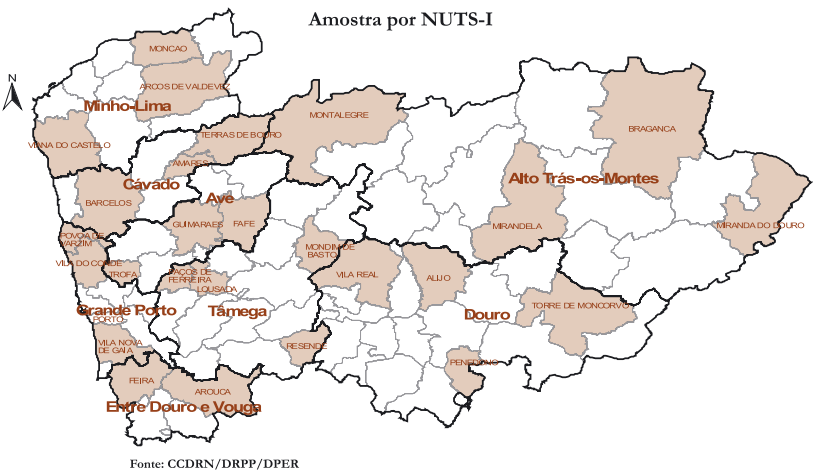 Amostra por NUTS-I
N
MONCAO
ARCOS DE VALDEVEZ
Minho-Lima
MONTALEGRE
BRAGANCA
VIANA DO CASTELO
TERRAS DE BOURO
AMARES
Cávado
Alto Trás-os-Montes
Ave
BARCELOS
GUIMARAES
FAFE
MIRANDELA
MIRANDA DO DOURO
POVOA DE
VARZIM
MONDIM DE
BASTO
VILA DO CONDE
TROFA
PAÇOS DE
FERREIRA
LOUSADA
VILA REAL
ALIJO
TORRE DE MONCORVO
Grande Porto
PORTO
Tâmega
Douro
VILA NOVA
DE GAIA
RESENDE
PENEDONO
FEIRA
AROUCA
Entre Douro e Vouga
Fonte: CCDRN/DRPP/DPER